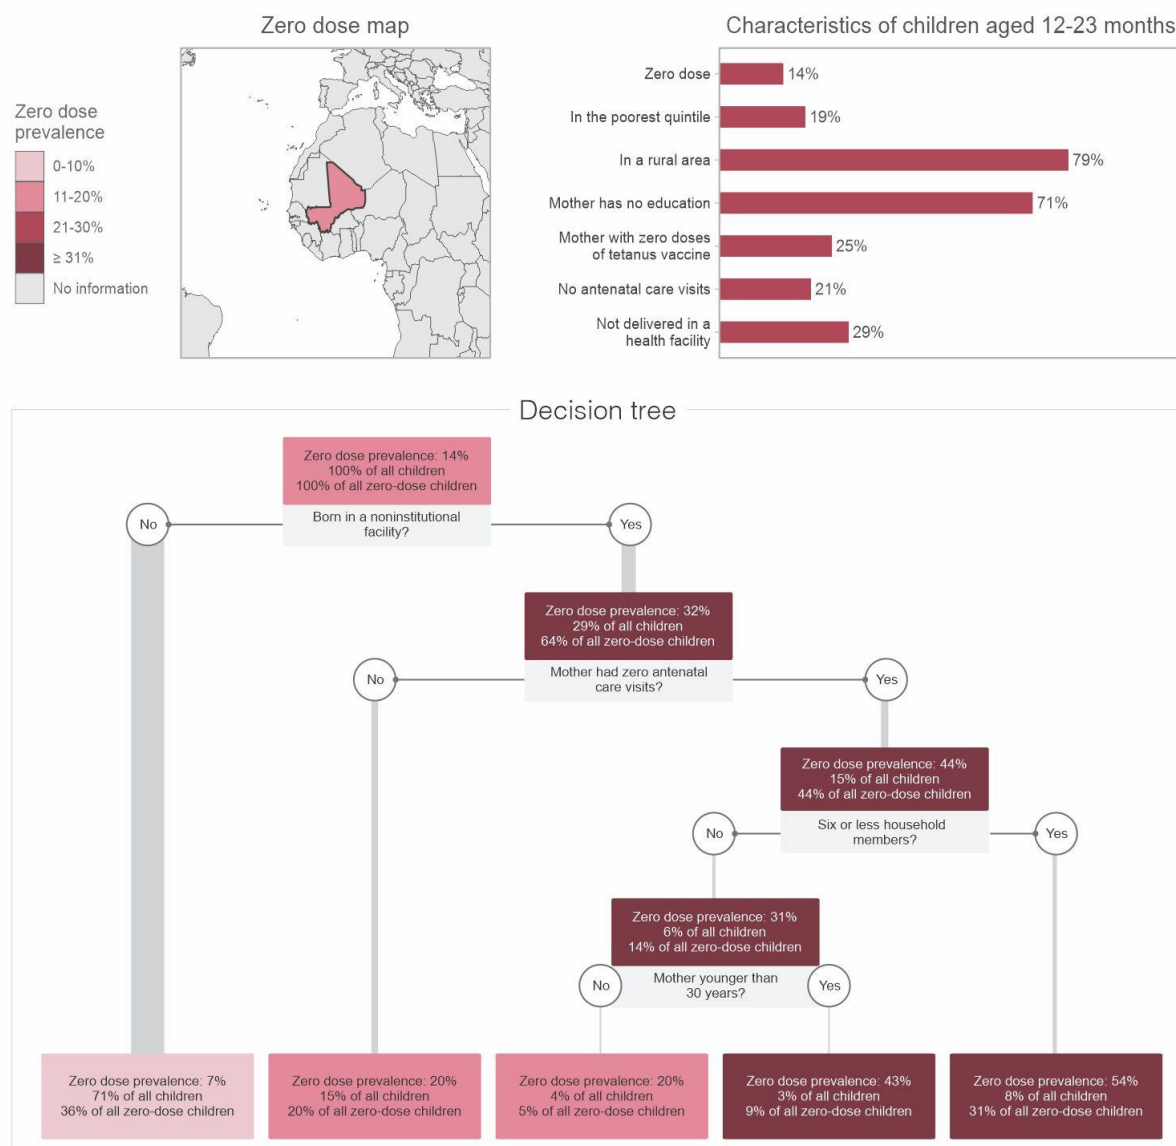 Zero dose map
Zero dose
prevalence
0-10%
11-20%
21-30%
≥ 31%
No information
Characteristics of children aged 12-23 months
Zero dose
14%
In the poorest quintile
19%
In a rural area
79%
Mother has no education
71%
Mother with zero doses
of tetanus vaccine
25%
No antenatal care visits
21%
Not delivered in a
health facility
29%
Decision tree
Zero dose prevalence: 14%
100% of all children
100% of all zero-dose children
Born in a noninstitutional
facility?
No
Yes
Zero dose prevalence: 32%
29% of all children
64% of all zero-dose children
Mother had zero antenatal
care visits?
No
Yes
Zero dose prevalence: 44%
15% of all children
44% of all zero-dose children
Six or less household
members?
No
Yes
Zero dose prevalence: 31%
6% of all children
14% of all zero-dose children
Mother younger than
30 years?
No
Yes
Zero dose prevalence: 7%
71% of all children
36% of all zero-dose children
Zero dose prevalence: 20%
15% of all children
20% of all zero-dose children
Zero dose prevalence: 20%
4% of all children
5% of all zero-dose children
Zero dose prevalence: 43%
3% of all children
9% of all zero-dose children
Zero dose prevalence: 54%
8% of all children
31% of all zero-dose children